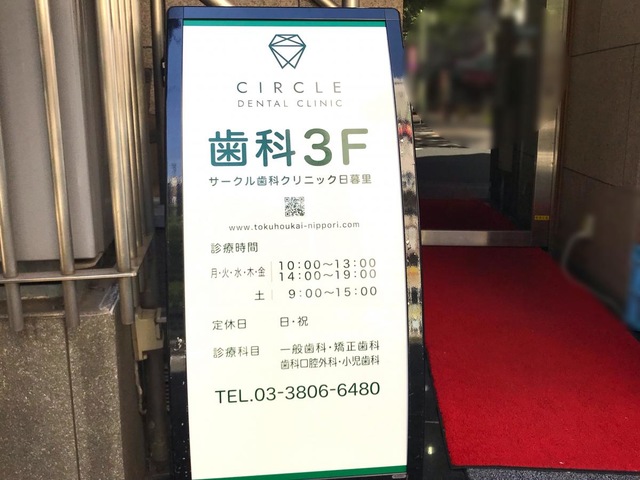 CIRCLE
DENTAL CLINIC
歯科3F
サークル歯科クリニック日暮里
www.tokuhoukai-nippori.com
診療時間
月・火・水・木・金 10:00～13:00
14:00～19:00
土 9:00～15:00
定休日 日・祝
診療科目 一般歯科・矯正歯科
歯科口腔外科・小児歯科
TEL.03-3806-6480